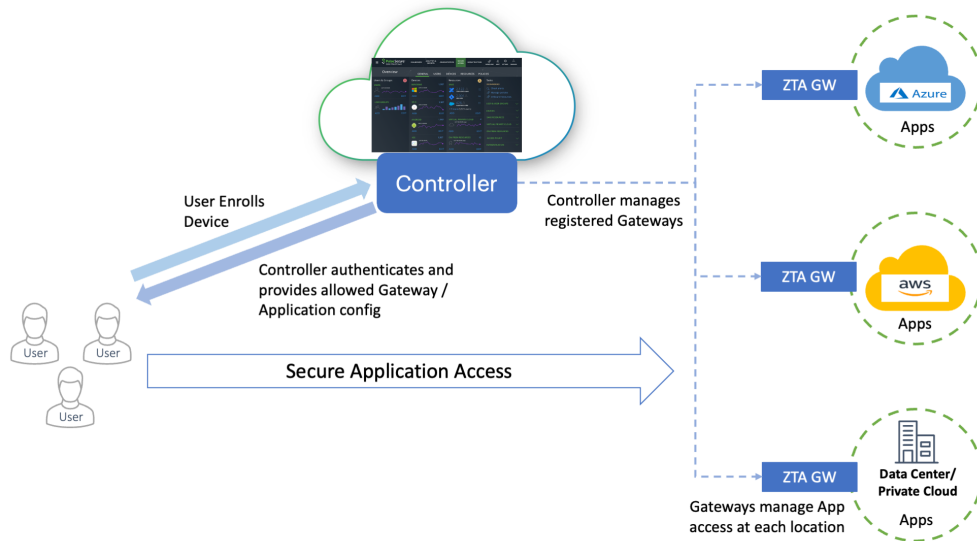 Pulse Secure
Controller
User Enrolls
Device
Controller authenticates and
provides allowed Gateway /
Application config
Controller manages
registered Gateways
ZTA GW
Azure
Apps
ZTA GW
aws
Apps
User
User
User
Secure Application Access
ZTA GW
Data Center/
Private Cloud
Apps
Gateways manage App
access at each location